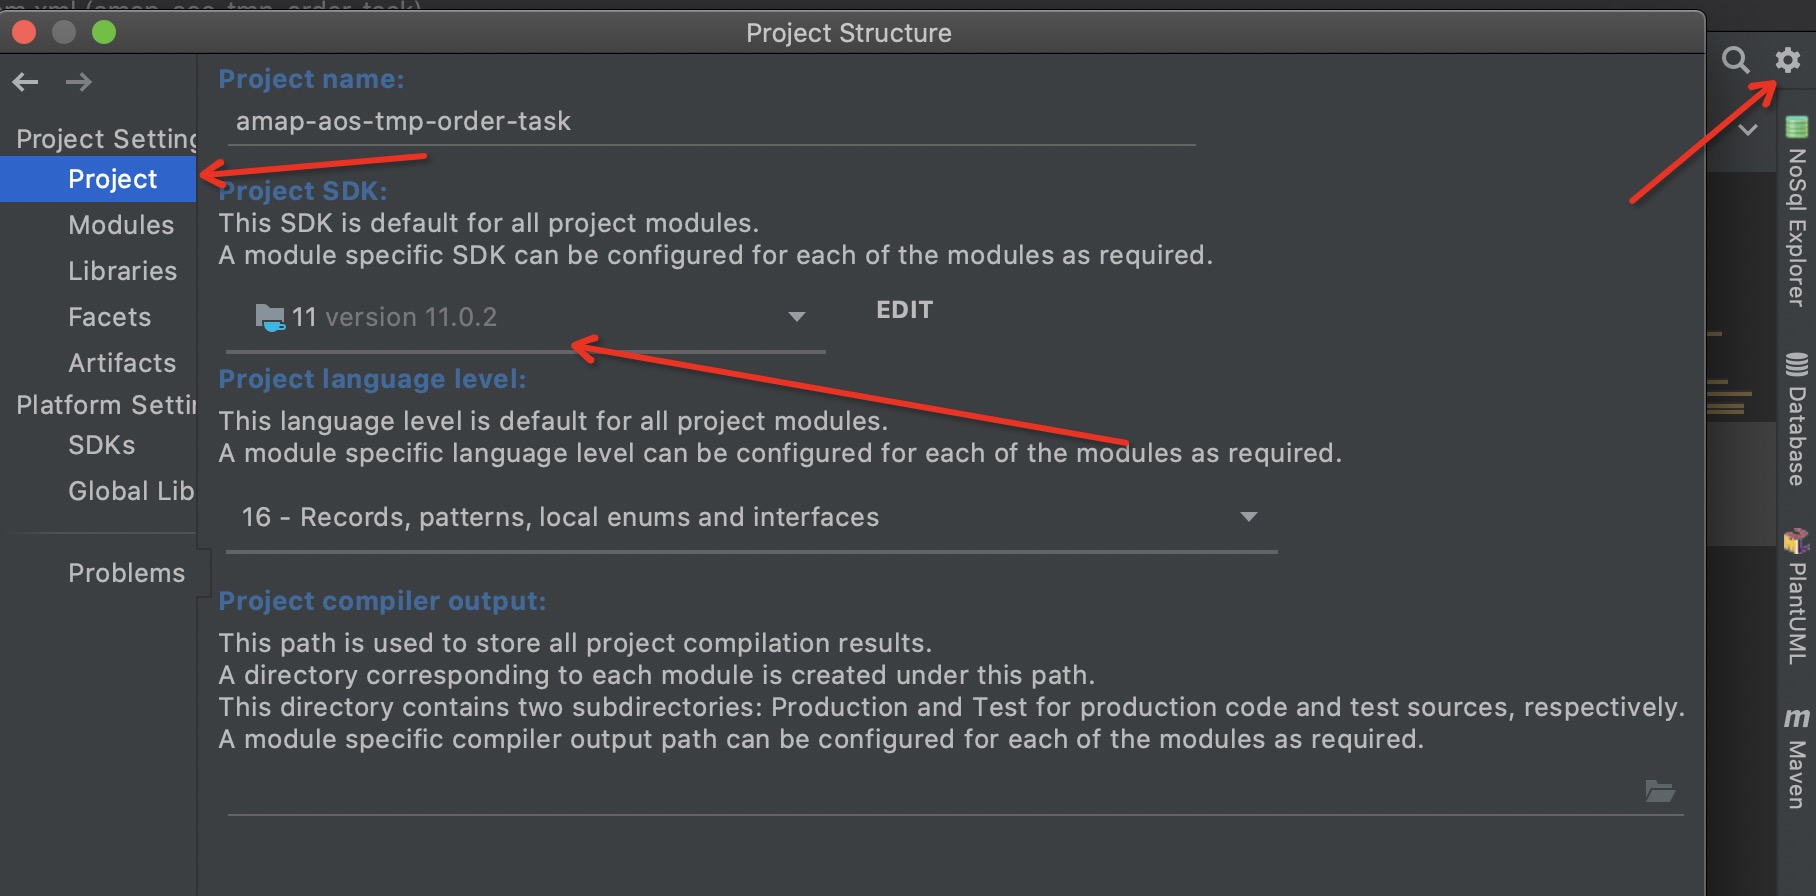 Project Structure
Project name:
amap-aos-tmp-order-task
Project Setting
Project
Modules
Libraries
Facets
Artifacts
Platform Settin
SDKs
Global Lib
Problems
Project SDK:
This SDK is default for all project modules.
A module specific SDK can be configured for each of the modules as required.
11 version 11.0.2
EDIT
Project language level:
This language level is default for all project modules.
A module specific language level can be configured for each of the modules as required.
16 - Records, patterns, local enums and interfaces
Project compiler output:
This path is used to store all project compilation results.
A directory corresponding to each module is created under this path.
This directory contains two subdirectories: Production and Test for production code and test sources, respectively.
A module specific compiler output path can be configured for each of the modules as required.
NoSql Explorer
Database
PlantUML
m Maven